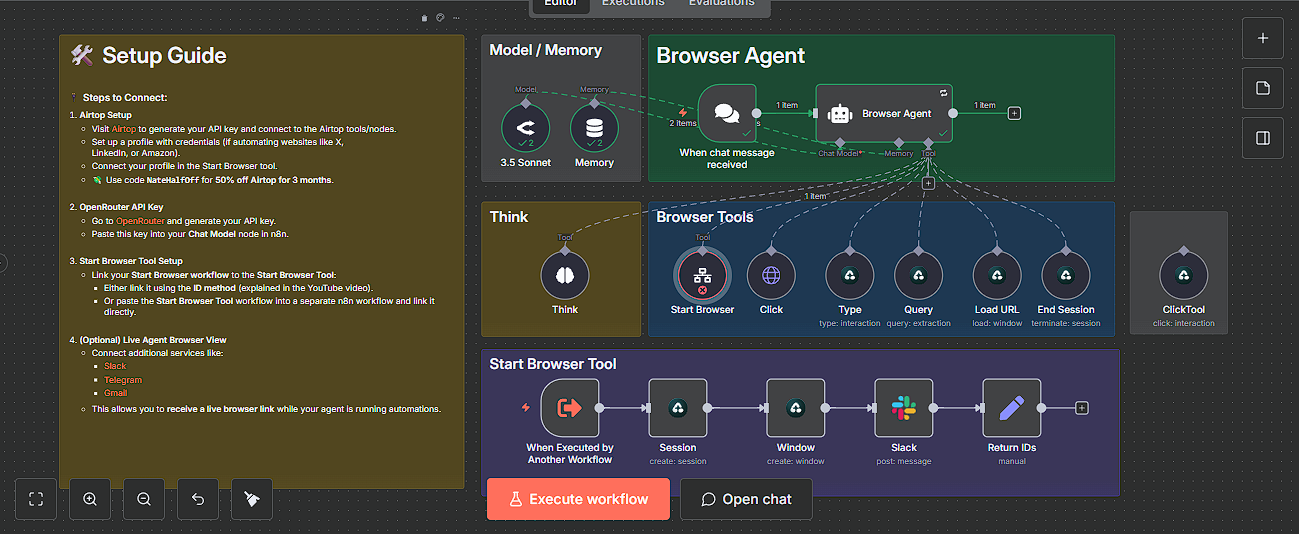 Editor
Executions
Evaluations
🛠 Setup Guide
Steps to Connect:
1. Airtop Setup
Visit Airtop to generate your API key and connect to the Airtop tools/nodes.
Set up a profile with credentials (if automating websites like X,
LinkedIn, or Amazon).
Connect your profile in the Start Browser tool.
💸 Use code NateHalfOff for 50% off Airtop for 3 months.
2. OpenRouter API Key
Go to OpenRouter and generate your API key.
Paste this key into your Chat Model node in n8n.
3. Start Browser Tool Setup
Link your Start Browser workflow to the Start Browser Tool:
Either link it using the ID method (explained in the YouTube video).
Or paste the Start Browser Tool workflow into a separate n8n workflow and link it
directly.
4. (Optional) Live Agent Browser View
Connect additional services like:
Slack
Telegram
Gmail
This allows you to receive a live browser link while your agent is running automations.
Model / Memory
Model
Memory
2
2
3.5 Sonnet
Memory
Browser Agent
2 items
s
1 item
Browser Agent
1 item
When chat message
received
Chat Model*
Memory
Tool
Think
Tool
Think
Browser Tools
1 item
Tool
Start Browser
Click
Type
type: interaction
Query
query: extraction
Load URL
load: window
End Session
terminate: session
ClickTool
click: interaction
Start Browser Tool
When Executed by
Another Workflow
Session
create: session
Window
create: window
Slack
post: message
Return IDs
manual
Execute workflow
Open chat